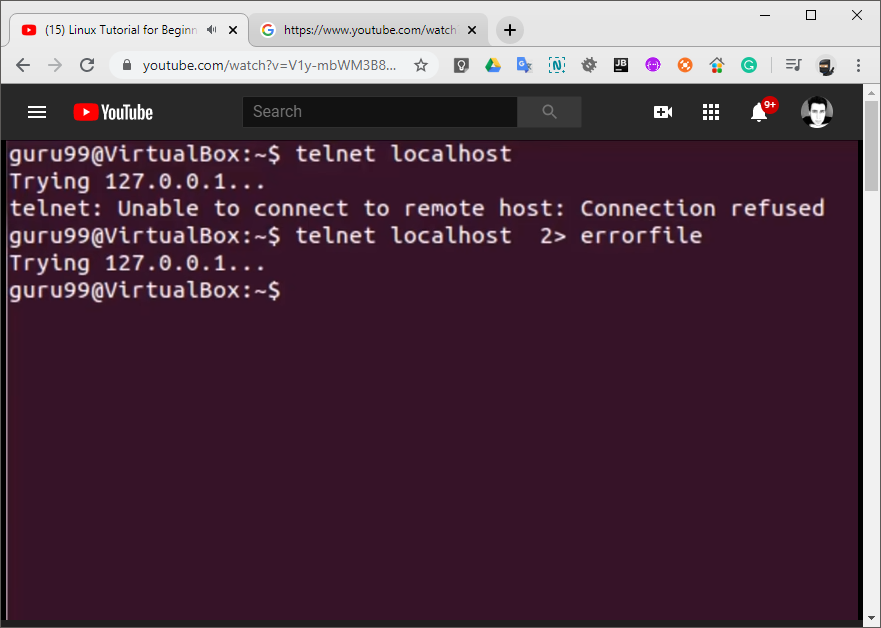 (15) Linux Tutorial for Beginn
https://www.youtube.com/watch
youtube.com/watch?v=V1y-mbWM3B8...
JB
YouTube
Search
9+
guru99@VirtualBox:~$ telnet localhost
Trying 127.0.0.1...
telnet: Unable to connect to remote host: Connection refused
guru99@VirtualBox:~$ telnet localhost  2> errorfile
Trying 127.0.0.1...
guru99@VirtualBox:~$